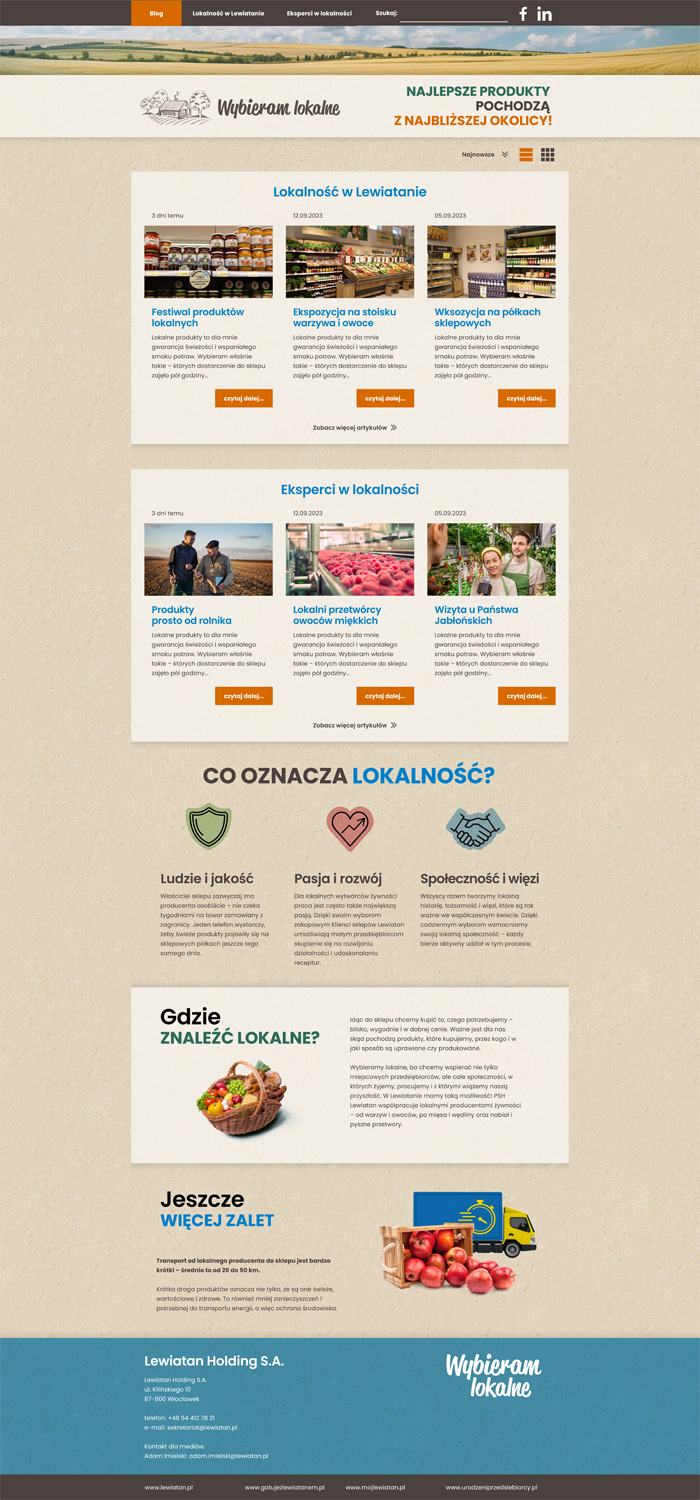 Blog Lokalność w Lewiatanie Eksperci w lokalności Szukaj:
Wybieram lokalne
NAJLEPSZE PRODUKTY
POCHODZĄ
Z NAJBLIŻSZEJ OKOLICY!
Najnowsze
Lokalność w Lewiatanie
3 dni temu
Festiwal produktów
lokalnych
Lokalne produkty to dla mnie
gwarancja świeżości i wspaniałego
smaku potraw. Wybieram właśnie
takie – których dostarczenie do sklepu
zajęło pół godziny...
czytaj dalej...
12.09.2023
Ekspozycja na stoisku
warzywa i owoce
Lokalne produkty to dla mnie
gwarancja świeżości i wspaniałego
smaku potraw. Wybieram właśnie
takie – których dostarczenie do sklepu
zajęło pół godziny...
czytaj dalej...
05.09.2023
Wksozycja na półkach
sklepowych
Lokalne produkty to dla mnie
gwarancja świeżości i wspaniałego
smaku potraw. Wybieram właśnie
takie – których dostarczenie do sklepu
zajęło pół godziny...
czytaj dalej...
Zobacz więcej artykułów
Eksperci w lokalności
3 dni temu
Produkty
prosto od rolnika
Lokalne produkty to dla mnie
gwarancja świeżości i wspaniałego
smaku potraw. Wybieram właśnie
takie – których dostarczenie do sklepu
zajęło pół godziny...
czytaj dalej...
12.09.2023
Lokalni przetwórcy
owoców miękkich
Lokalne produkty to dla mnie
gwarancja świeżości i wspaniałego
smaku potraw. Wybieram właśnie
takie – których dostarczenie do sklepu
zajęło pół godziny...
czytaj dalej...
05.09.2023
Wizyta u Państwa
Jabłońskich
Lokalne produkty to dla mnie
gwarancja świeżości i wspaniałego
smaku potraw. Wybieram właśnie
takie – których dostarczenie do sklepu
zajęło pół godziny...
czytaj dalej...
Zobacz więcej artykułów
CO OZNACZA LOKALNOŚĆ?
Ludzie i jakość
Właściciel sklepu zazwyczaj zna
producenta osobiście – nie czeka
tygodniami na towar zamawiany z
zagranicy. Jeden telefon wystarczy,
żeby świeże produkty pojawiły się na
sklepowych półkach jeszcze tego
samego dnia.
Pasja i rozwój
Dla lokalnych wytwórców żywności
praca jest często także największą
pasją. Dzięki swoim wyborom
zakupowym Klienci sklepów Lewiatan
umożliwiają małym przedsiębiorcom
skupienie się na rozwijaniu
działalności i udoskonalaniu
receptur.
Społeczność i więzi
Wszyscy razem tworzymy lokalną
historię, tożsamość i więzi, które są tak
ważne we współczesnym świecie. Dzięki
codziennym wyborom wzmacniamy
swoją lokalną społeczność – każdy
bierze aktywny udział w tym procesie.
Gdzie
ZNALEŹĆ LOKALNE?
Idąc do sklepu chcemy kupić to, czego potrzebujemy –
blisko, wygodnie i w dobrej cenie. Ważne jest dla nas
skąd pochodzą produkty, które kupujemy, przez kogo i w
jaki sposób są uprawiane czy produkowane.
Wybieramy lokalne, bo chcemy wspierać nie tylko
miejscowych przedsiębiorców, ale całe społeczności, w
których żyjemy, pracujemy i z którymi wiążemy naszą
przyszłość. W Lewiatanie mamy taką możliwość! PSH
Lewiatan współpracuje lokalnymi producentami żywności
– od warzyw i owoców, po mięsa i wędliny oraz nabiał i
pyszne przetwory.
Jeszcze
WIĘCEJ ZALET
Transport od lokalnego producenta do sklepu jest bardzo
krótki – średnio to od 20 do 50 km.
Krótka droga produktów oznacza nie tylko, że są one świeże,
wartościowe i zdrowe. To również mniej zanieczyszczeń i
potrzebnej do transportu energii, a więc ochrona środowiska.
Lewiatan Holding S.A.
Lewiatan Holding S.A.
ul. Kilińskiego 10
87-800 Włocławek
telefon: +48 54 412 78 21
e-mail: sekretariat@lewiatan.pl
Kontakt dla mediów:
Adam Imielski: adam.imielski@lewiatan.pl
Wybieram
lokalne
www.lewiatan.pl www.gotujezlewiatanem.pl www.mojlewiatan.pl www.urodzeniprzedsiebiorcy.pl